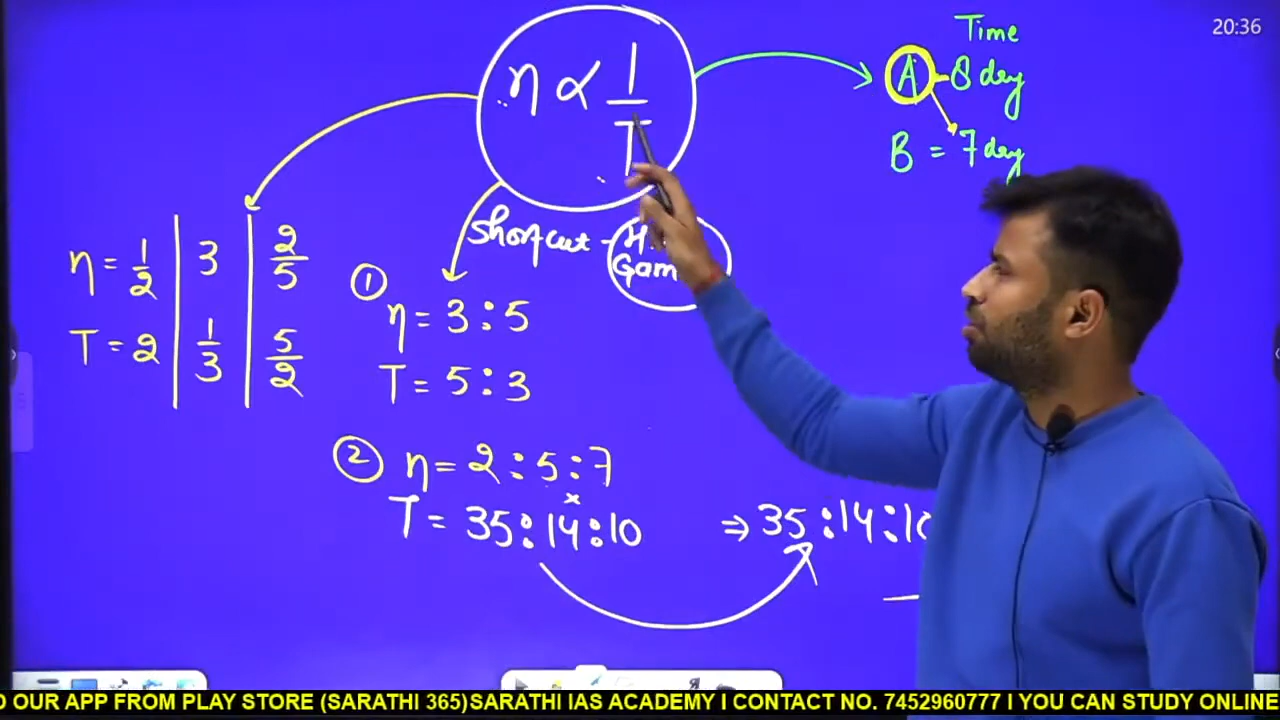 20:36
η ∝ 1/T
Time
A - 8 day
B = 7 day
Shortcut -
η = 1/2 | 3 | 2/5
T = 2 | 1/3 | 5/2
①
η = 3 : 5
T = 5 : 3
② η = 2 : 5 : 7
×
T = 35 : 14 : 10
⇒ 35 : 14 : 10
OUR APP FROM PLAY STORE (SARATHI 365)SARATHI IAS ACADEMY I CONTACT NO. 7452960777 I YOU CAN STUDY ONLINE